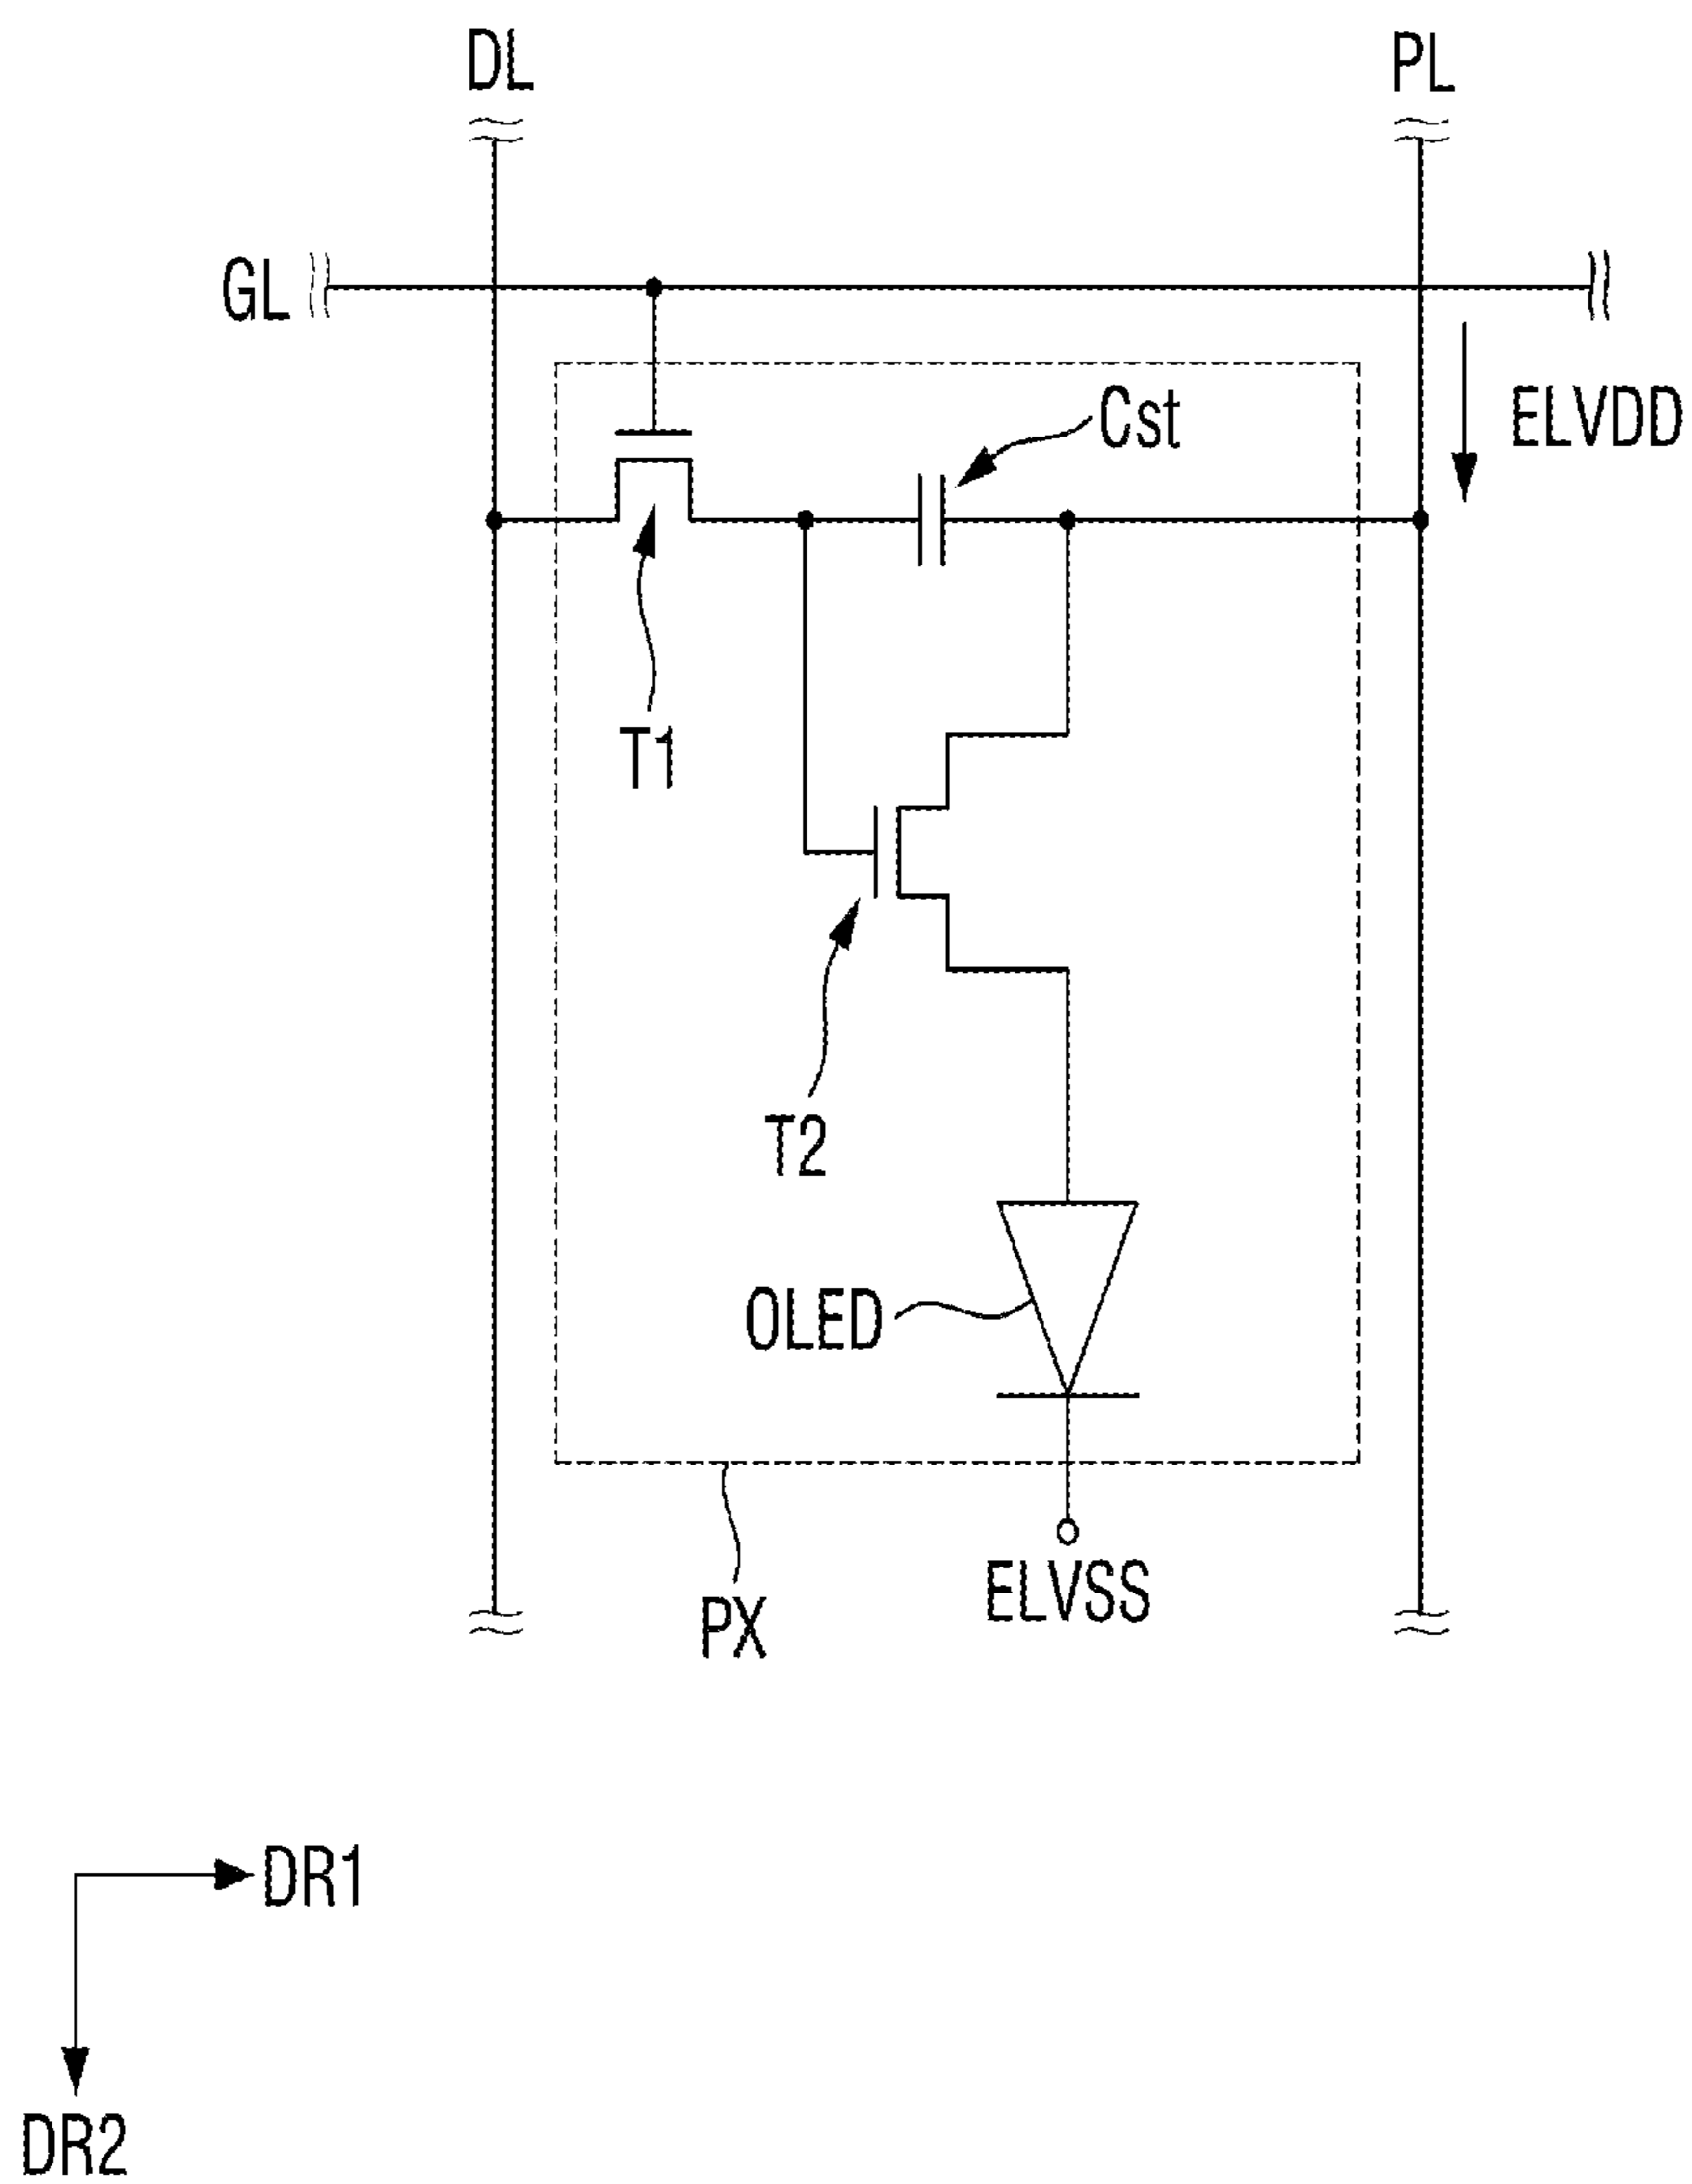 DL
PL
GL
Cst
ELVDD
T1
T2
OLED
ELVSS
PX
DR1
DR2